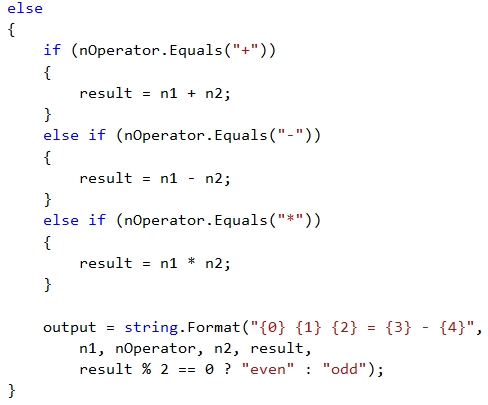 else
{
if (nOperator.Equals("+"))
{
result = n1 + n2;
}
else if (nOperator.Equals("-"))
{
result = n1 - n2;
}
else if (nOperator.Equals("*"))
{
result = n1 * n2;
}
output = string.Format("{0} {1} {2} = {3} - {4}",
n1, nOperator, n2, result,
result % 2 == 0 ? "even" : "odd");
}